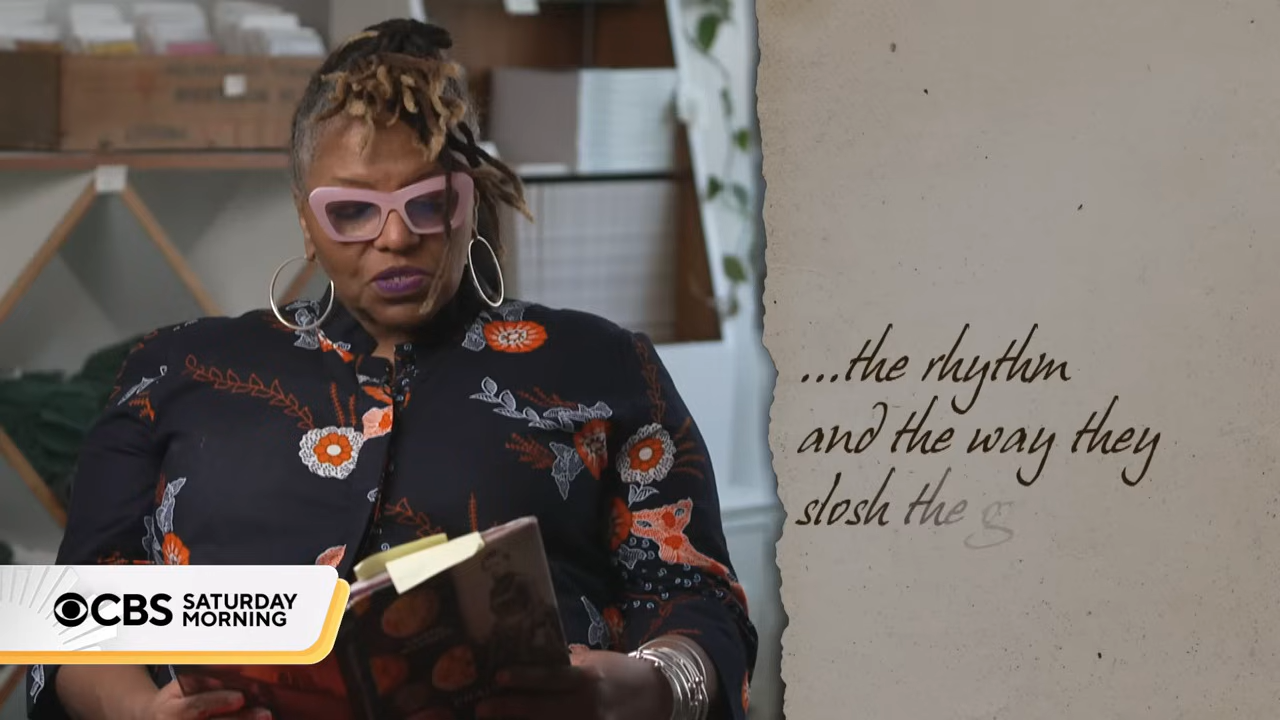 ...the rhythm
and the way they
slosh the g
CBS SATURDAY
MORNING